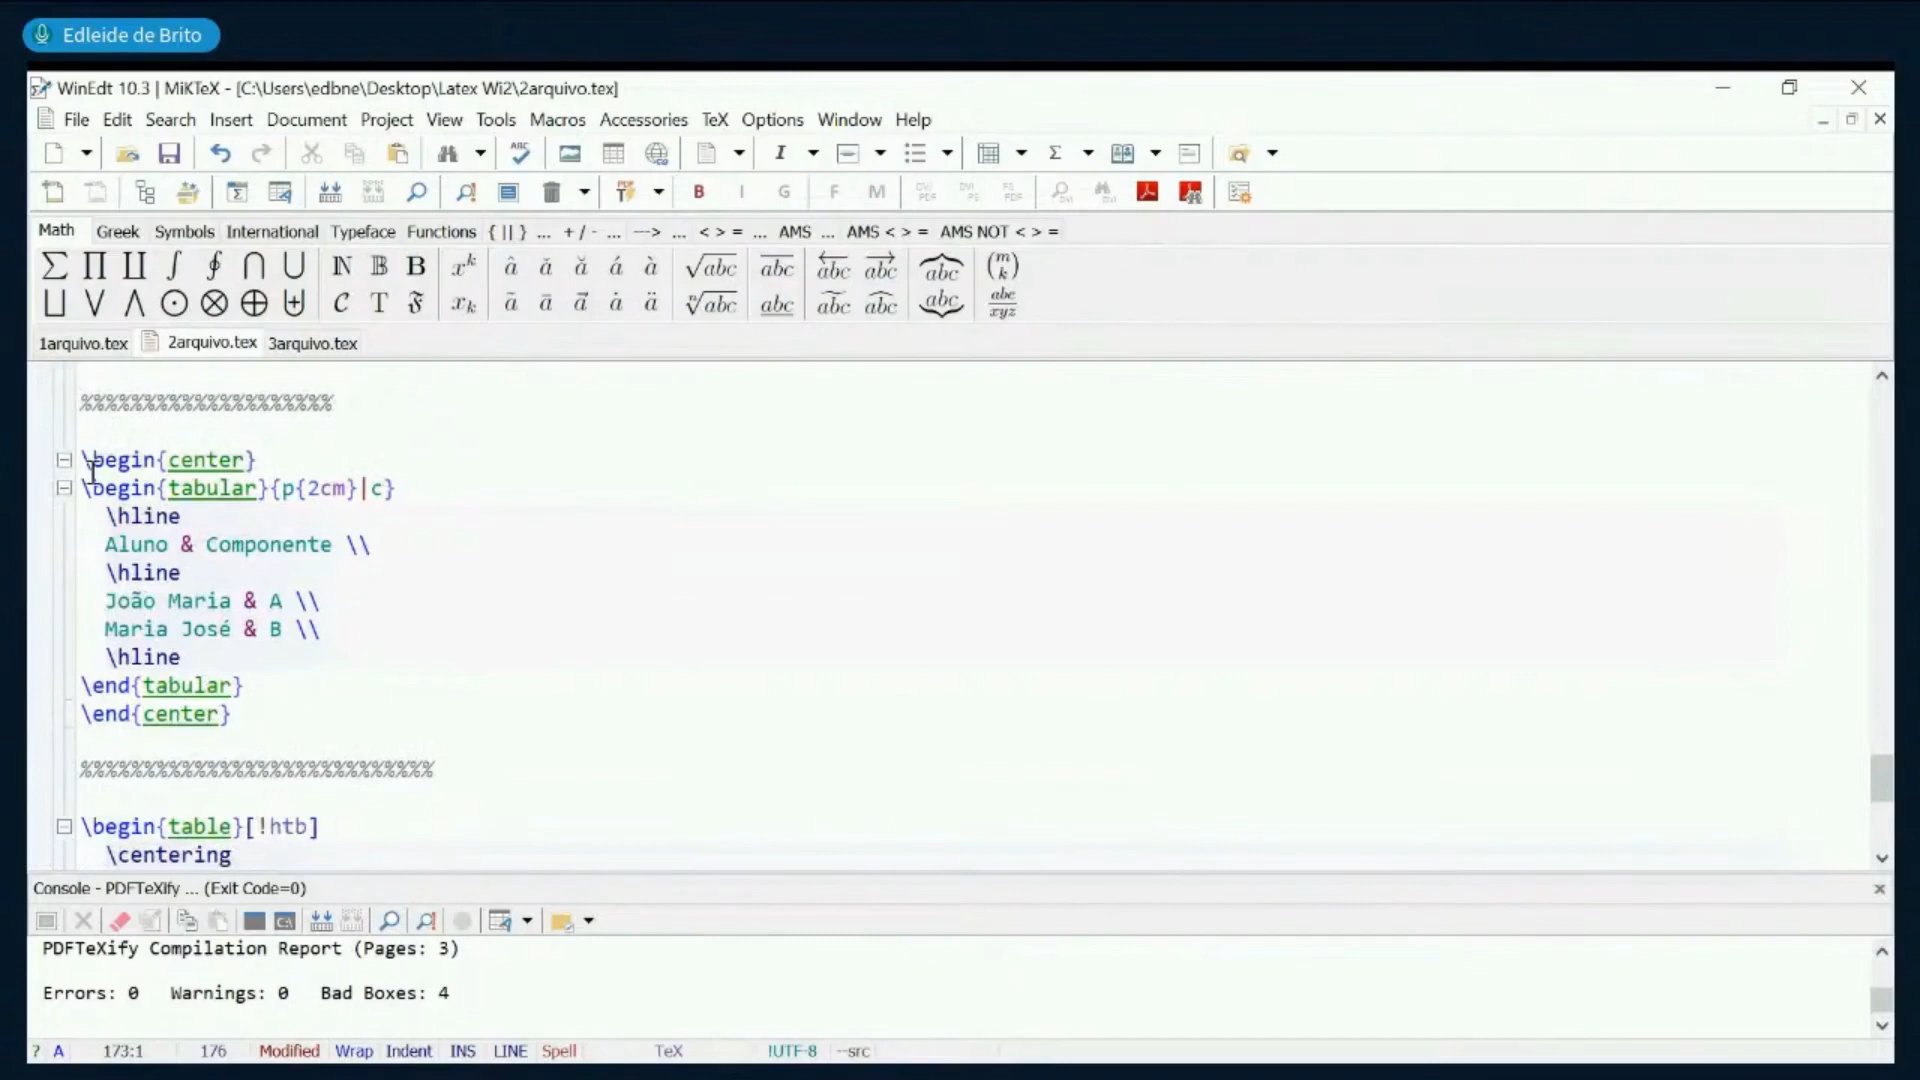 Edleide de Brito
WinEdt 10.3 | MiKTeX - [C:\Users\edbne\Desktop\Latex Wi2\2arquivo.tex]
File Edit Search Insert Document Project View Tools Macros Accessories TeX Options Window Help
B I G F M
Math Greek Symbols International Typeface Functions { || } ... + / - ... ---> ... < > = ... AMS ... AMS < > = AMS NOT < > =
1arquivo.tex 2arquivo.tex 3arquivo.tex
%%%%%%%%%%%%%%%%%%%%
\begin{center}
\begin{tabular}{p{2cm}|c}
\hline
Aluno & Componente \\
\hline
João Maria & A \\
Maria José & B \\
\hline
\end{tabular}
\end{center}
%%%%%%%%%%%%%%%%%%%%%%%%%%%%
\begin{table}[!htb]
\centering
Console - PDFTeXify ... (Exit Code=0)
PDFTeXify Compilation Report (Pages: 3)
Errors: 0 Warnings: 0 Bad Boxes: 4
? A 173:1 176 Modified Wrap Indent INS LINE Spell TeX !UTF-8 --src